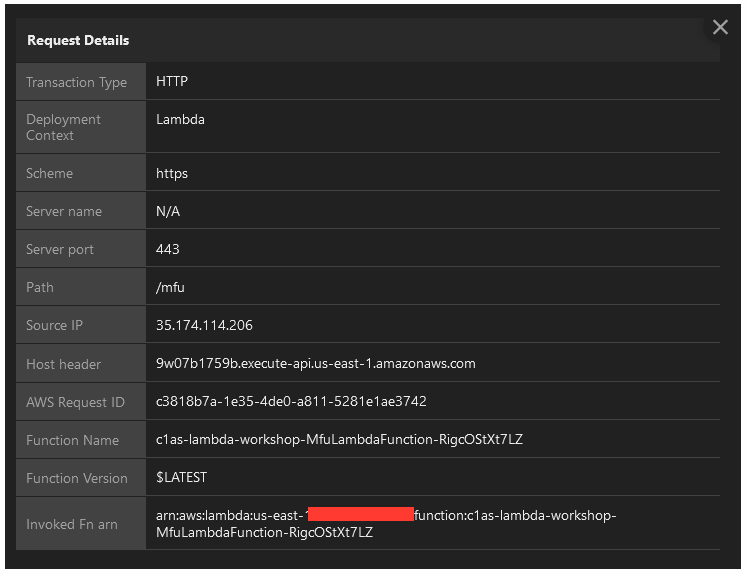 Request Details
Transaction Type HTTP
Deployment Lambda
Context
Scheme https
Server name N/A
Server port 443
Path /mfu
Source IP 35.174.114.206
Host header 9w07b1759b.execute-api.us-east-1.amazonaws.com
AWS Request ID c3818b7a-1e35-4de0-a811-5281e1ae3742
Function Name c1as-lambda-workshop-MfuLambdaFunction-RigcOStXt7LZ
Function Version $LATEST
Invoked Fn arn arn:aws:lambda:us-east-1 function:c1as-lambda-workshop-
MfuLambdaFunction-RigcOStXt7LZ